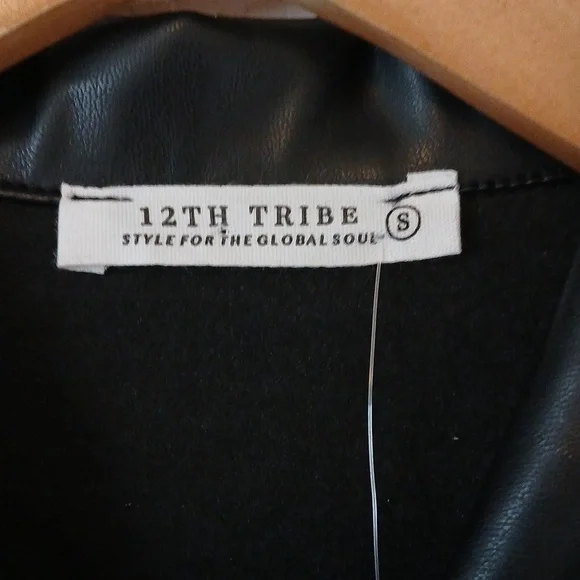 12TH TRIBE
STYLE FOR THE GLOBAL SOUL
S